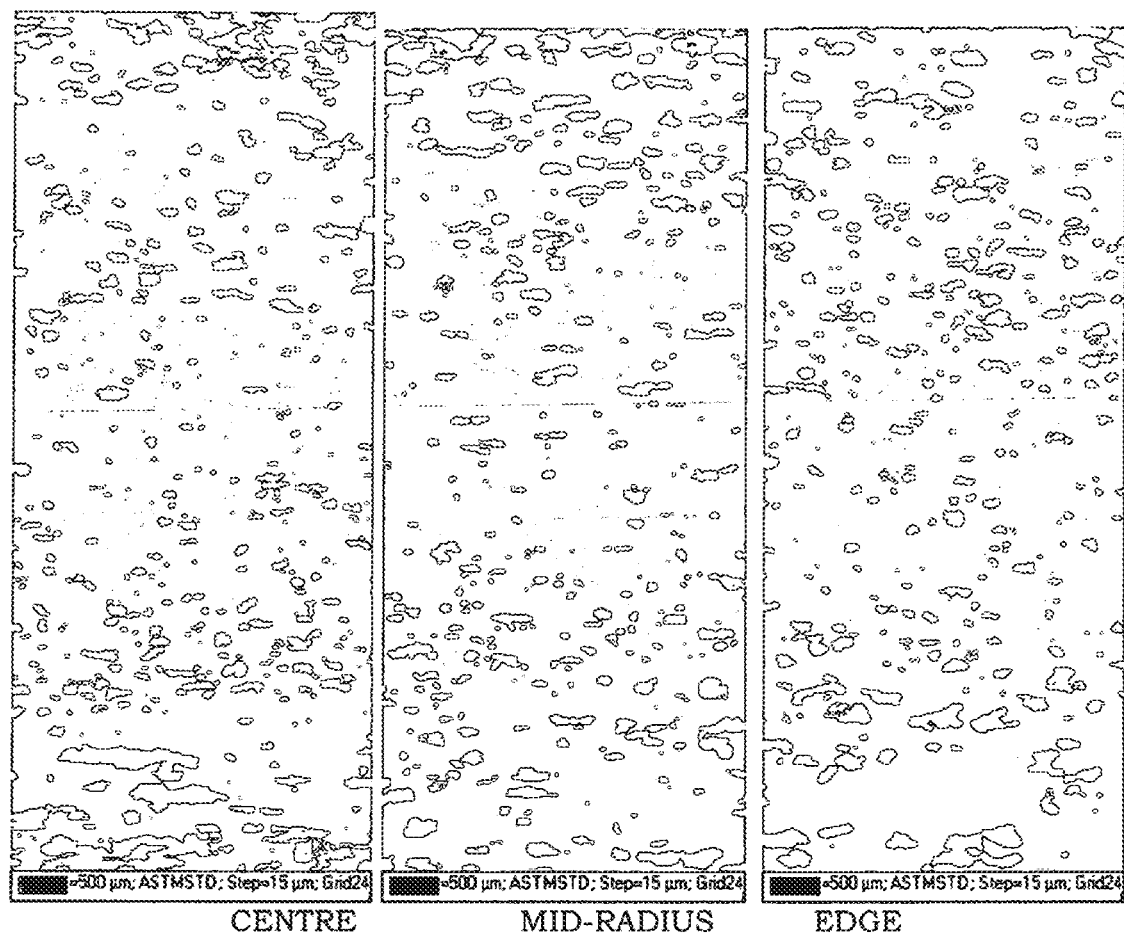 =500 µm; ASTMSTD; Step=15 µm; Grid24
=500 µm; ASTMSTD; Step=15 µm; Grid24
=500 µm; ASTMSTD; Step=15 µm; Grid24
CENTRE
MID-RADIUS
EDGE